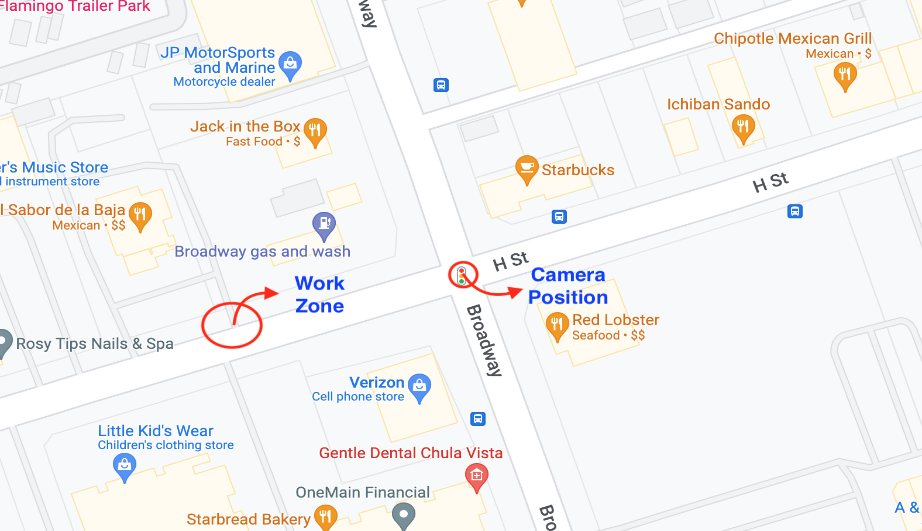 Flamingo Trailer Park
way
Chipotle Mexican Grill
Mexican • $
JP MotorSports
and Marine
Motorcycle dealer
Ichiban Sando
Jack in the Box
Fast Food • $
er's Music Store
l instrument store
Starbucks
H St
l Sabor de la Baja
Mexican • $$
Broadway gas and wash
H St
Work
Zone
Camera
Position
Broadway
Red Lobster
Seafood • $$
Rosy Tips Nails & Spa
Verizon
Cell phone store
Little Kid's Wear
Children's clothing store
Gentle Dental Chula Vista
OneMain Financial
Starbread Bakery
Bro
A &